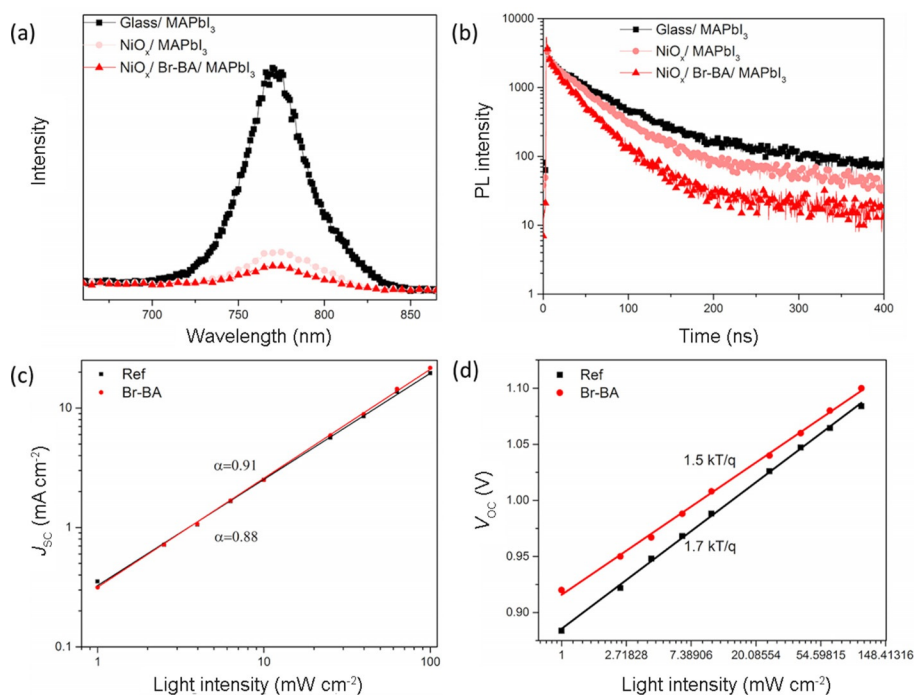 (a)
Glass/ MAPbI₃
NiOₓ/ MAPbI₃
NiOₓ/ Br-BA/ MAPbI₃
Intensity
700 750 800 850
Wavelength (nm)
(b)
Glass/ MAPbI₃
NiOₓ/ MAPbI₃
NiOₓ/ Br-BA/ MAPbI₃
PL intensity
10000
1000
100
10
1
0 100 200 300 400
Time (ns)
(c)
Ref
Br-BA
α=0.91
α=0.88
J_SC (mA cm⁻²)
10
1
0.1
1 10 100
Light intensity (mW cm⁻²)
(d)
Ref
Br-BA
1.5 kT/q
1.7 kT/q
V_OC (V)
1.10
1.05
1.00
0.95
0.90
1 2.71828 7.38906 20.08554 54.59815 148.41316
Light intensity (mW cm⁻²)